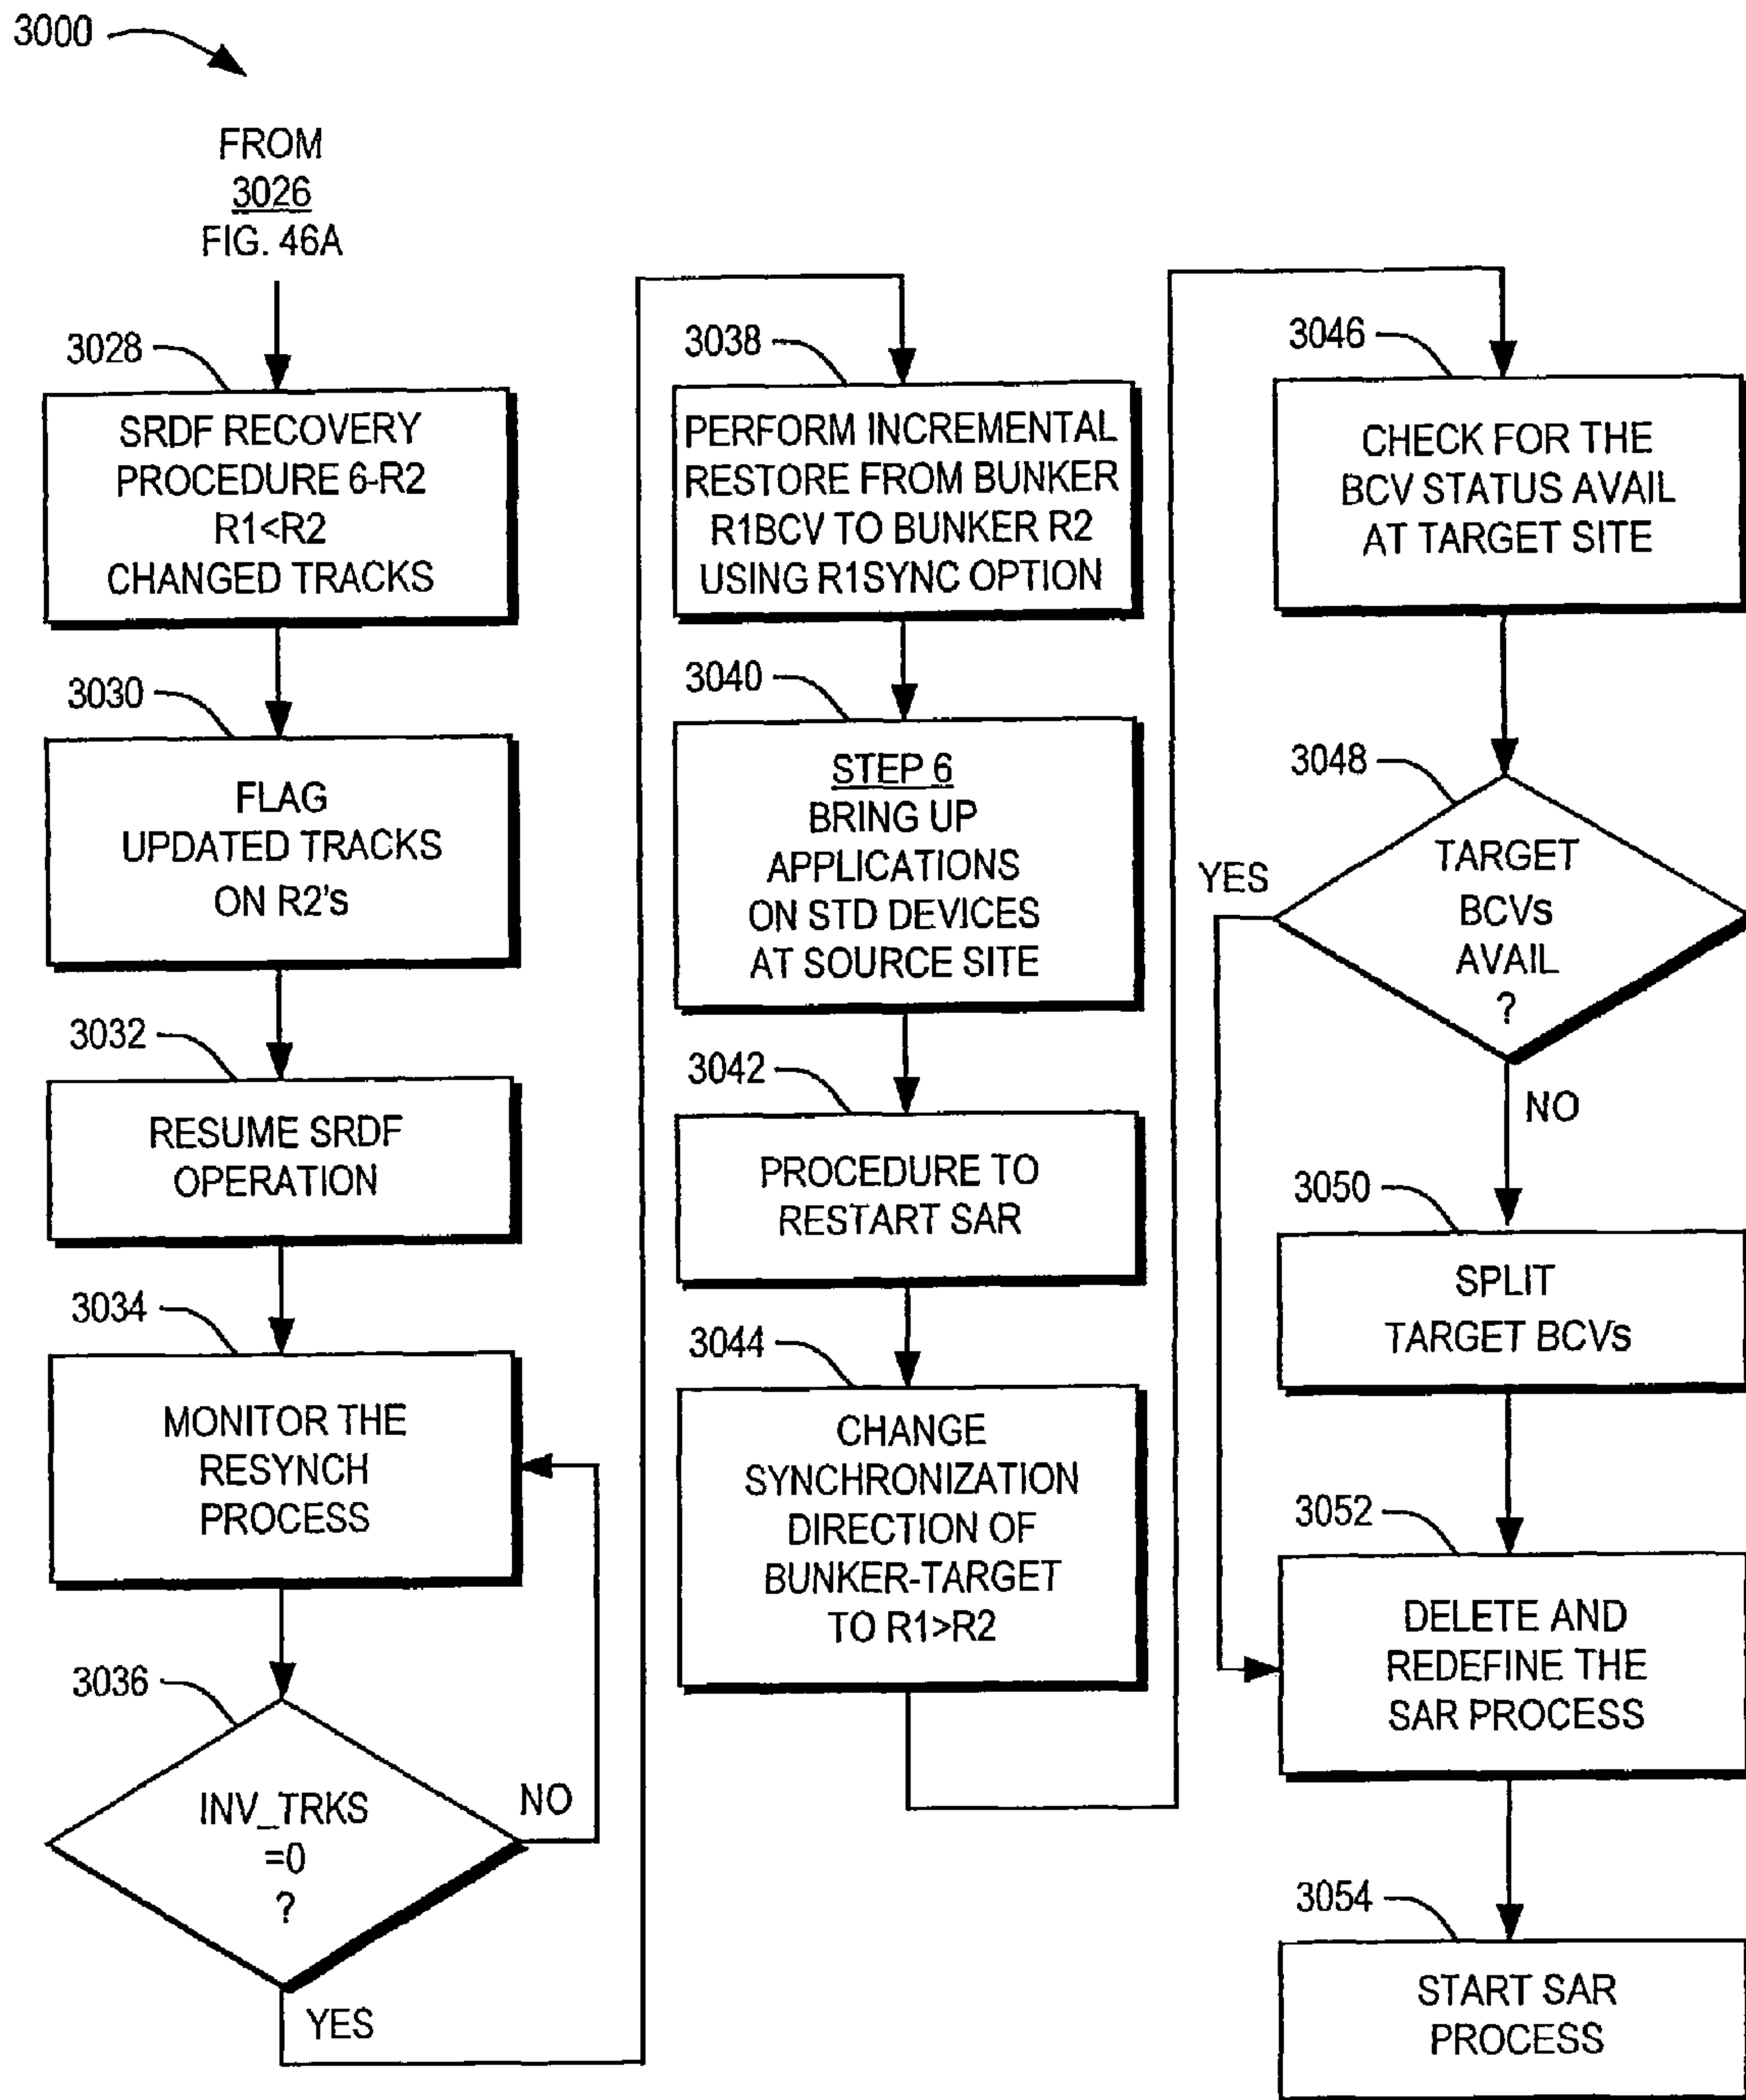 3000
FROM
3026
FIG. 46A
3028
SRDF RECOVERY
PROCEDURE 6-R2
R1<R2
CHANGED TRACKS
3030
FLAG
UPDATED TRACKS
ON R2's
3032
RESUME SRDF
OPERATION
3034
MONITOR THE
RESYNCH
PROCESS
3036
INV_TRKS
=0
?
NO
YES
3038
PERFORM INCREMENTAL
RESTORE FROM BUNKER
R1BCV TO BUNKER R2
USING R1SYNC OPTION
3040
STEP 6
BRING UP
APPLICATIONS
ON STD DEVICES
AT SOURCE SITE
3042
PROCEDURE TO
RESTART SAR
3044
CHANGE
SYNCHRONIZATION
DIRECTION OF
BUNKER-TARGET
TO R1>R2
3046
CHECK FOR THE
BCV STATUS AVAIL
AT TARGET SITE
3048
TARGET
BCVs
AVAIL
?
YES
NO
3050
SPLIT
TARGET BCVs
3052
DELETE AND
REDEFINE THE
SAR PROCESS
3054
START SAR
PROCESS